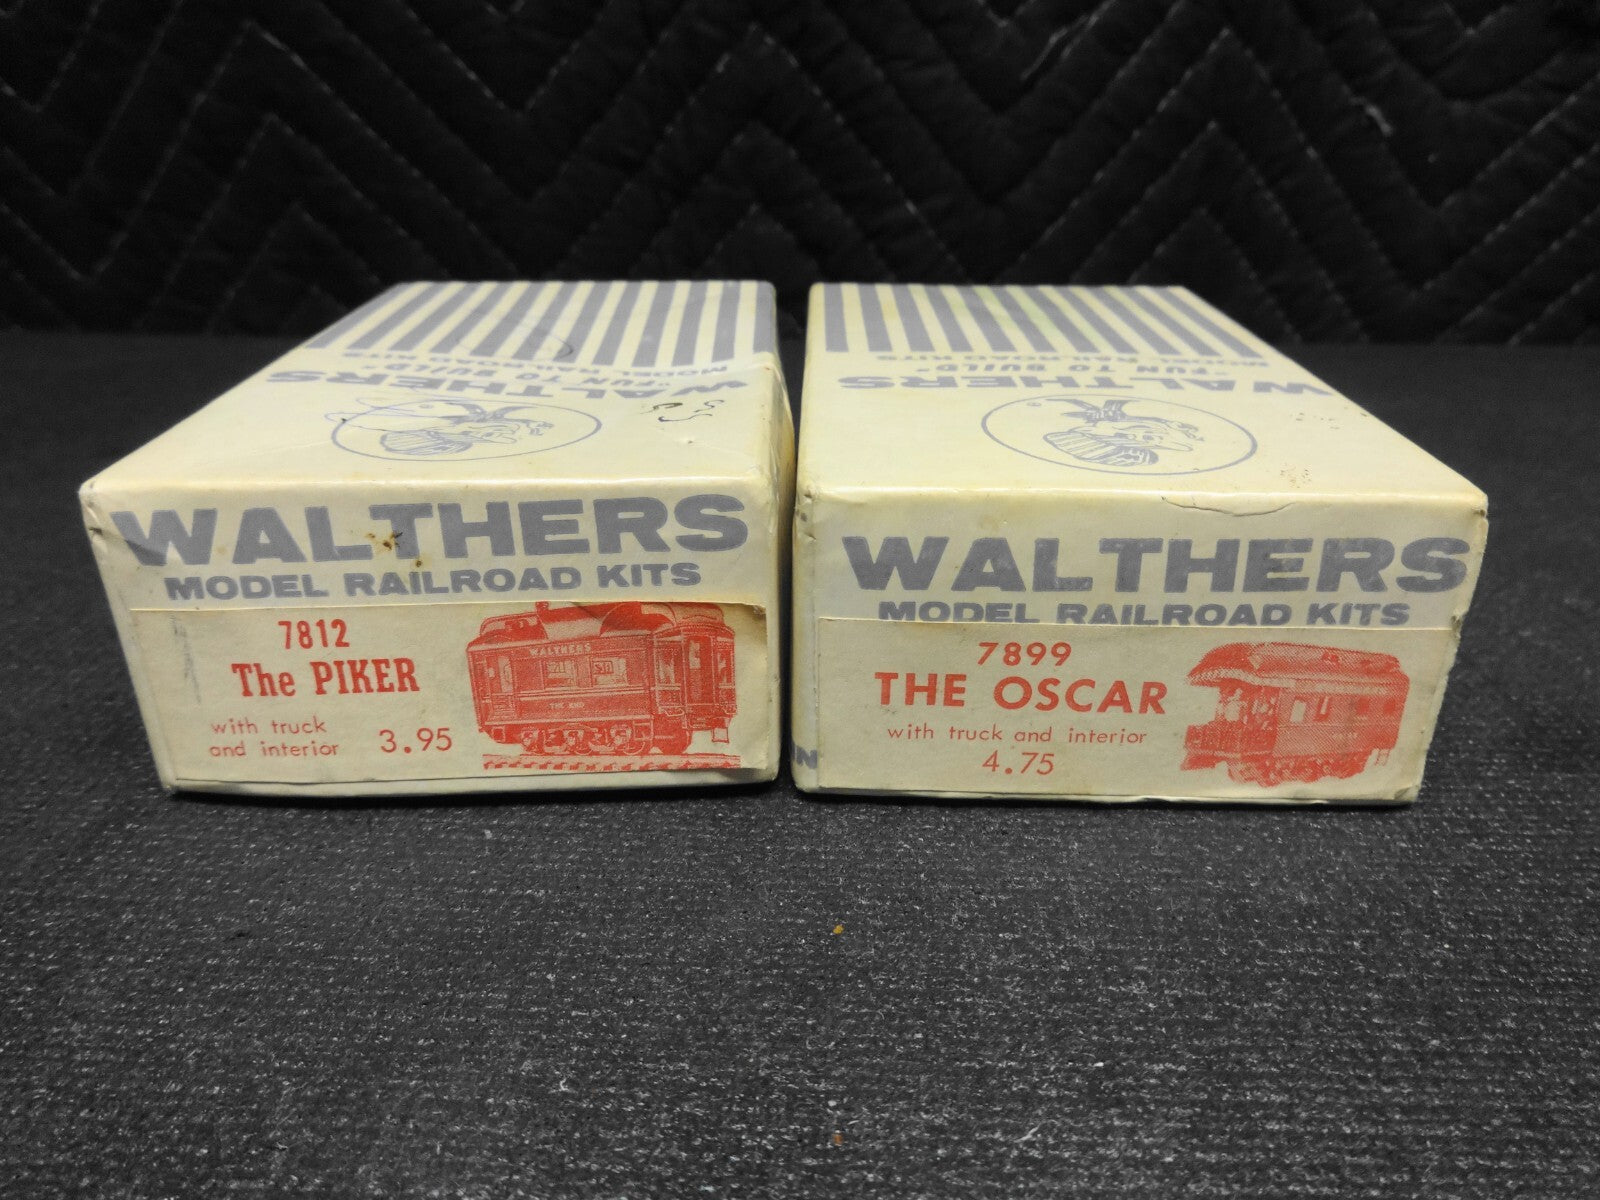 MODEL RAILROAD KITS
"FUN TO BUILD"
WALTHERS
WALTHERS
MODEL RAILROAD KITS
7812
The PIKER
with truck
and interior
3.95
WALTHERS
MODEL RAILROAD KITS
"FUN TO BUILD"
WALTHERS
WALTHERS
MODEL RAILROAD KITS
7899
THE OSCAR
with truck and interior
4.75